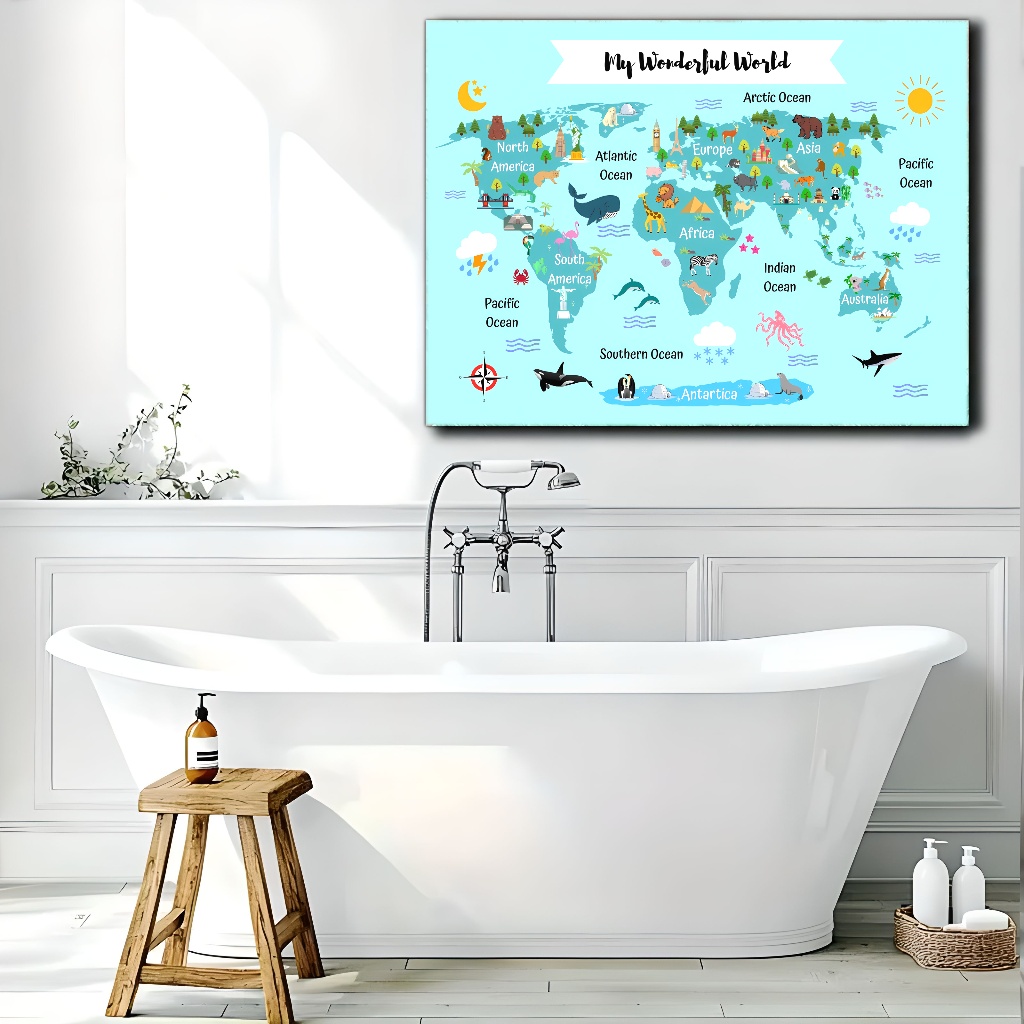 My Wonderful World
Arctic Ocean
North
America
Atlantic
Ocean
Europe
Asia
Pacific
Ocean
Africa
South
America
Indian
Ocean
Australia
Pacific
Ocean
Southern Ocean
Antartica